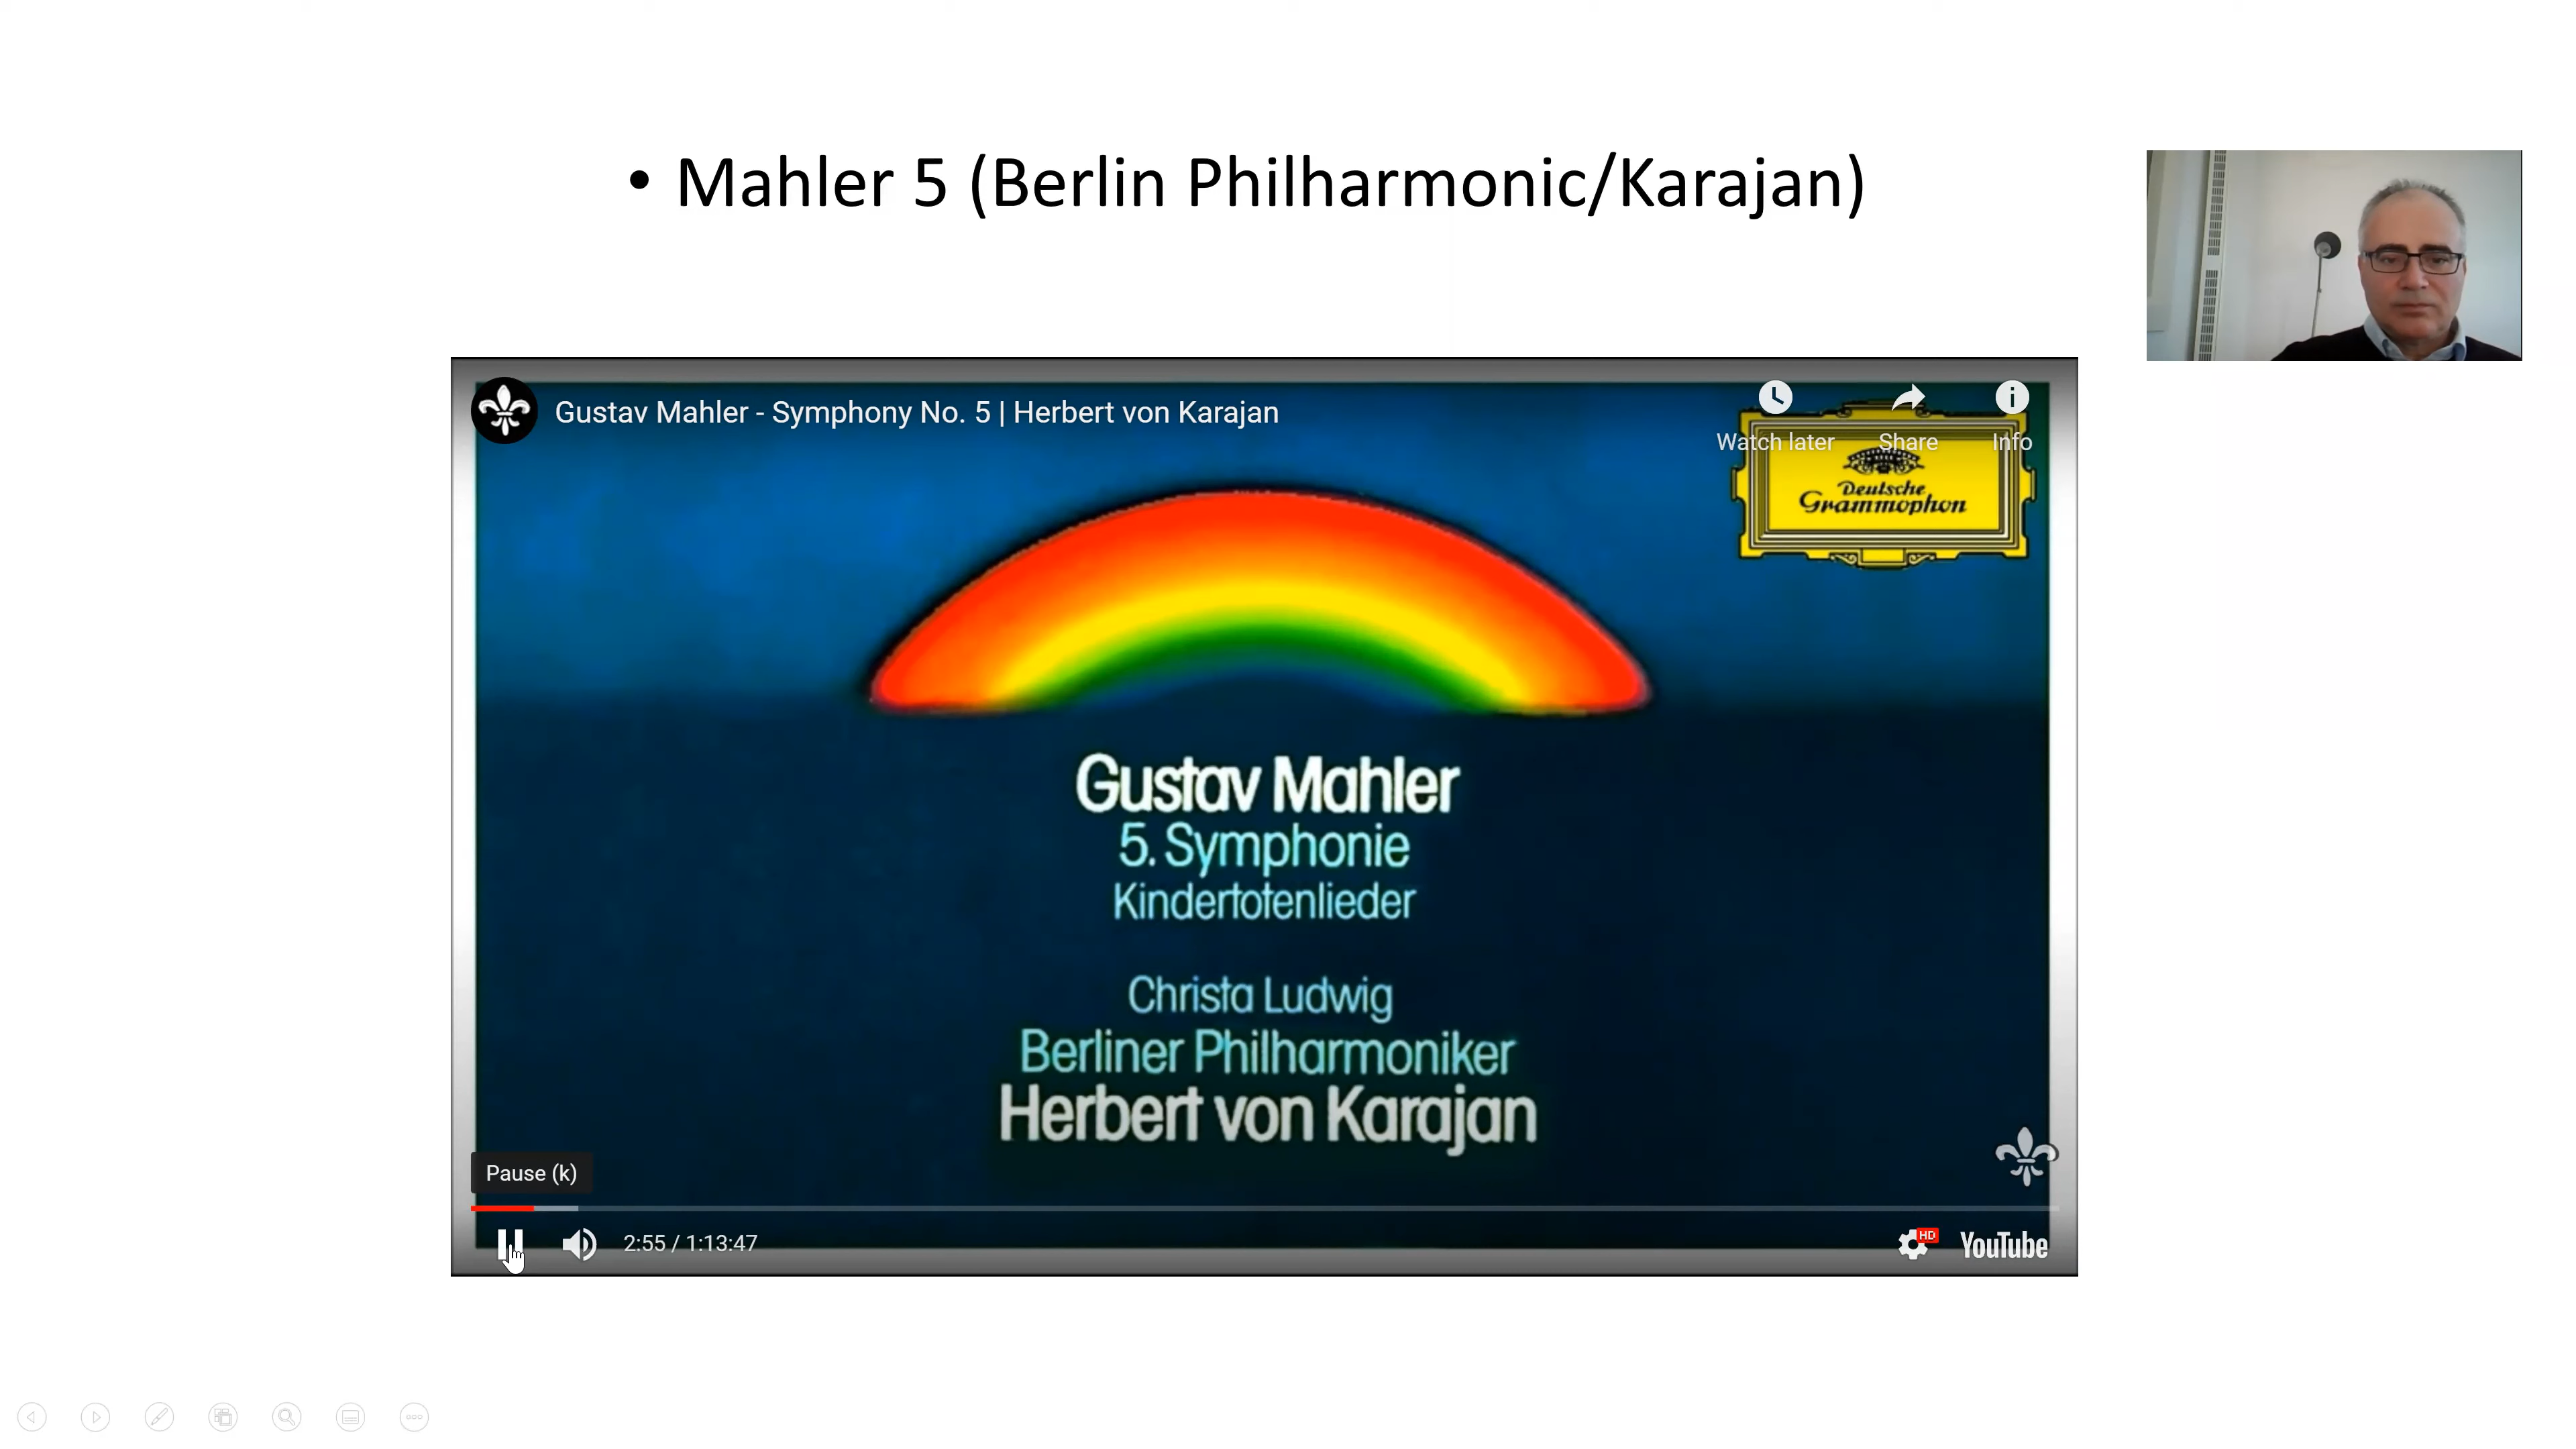 • Mahler 5 (Berlin Philharmonic/Karajan)
Gustav Mahler - Symphony No. 5 | Herbert von Karajan
Watch later
Share
Info
Deutsche
Grammophon
Gustav Mahler
5. Symphonie
Kindertotenlieder
Christa Ludwig
Berliner Philharmoniker
Herbert von Karajan
Pause (k)
2:55 / 1:13:47
HD
YouTube